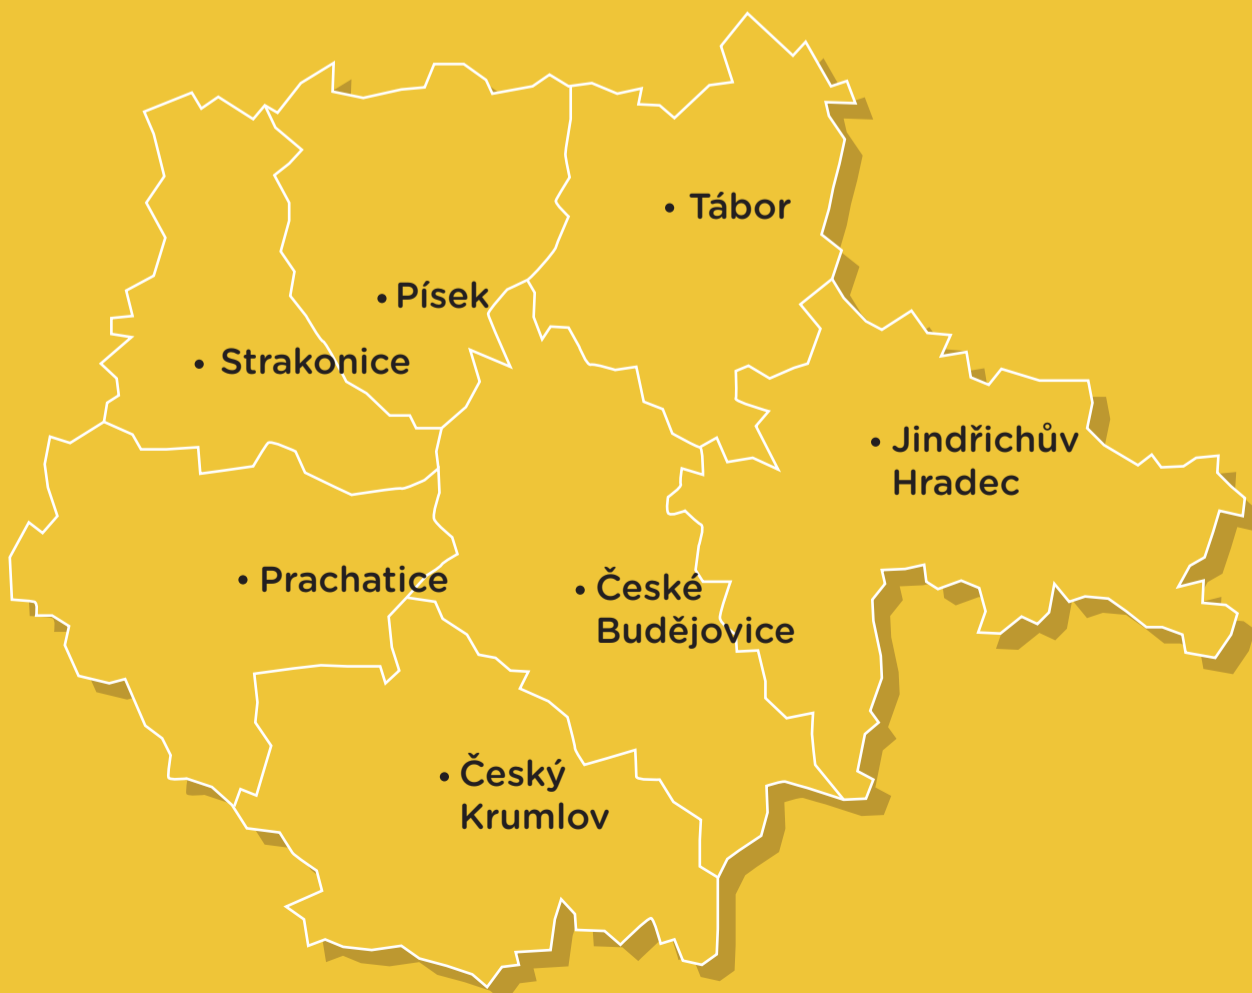 Tábor
Písek
Strakonice
Jindřichův
Hradec
Prachatice
České
Budějovice
Český
Krumlov